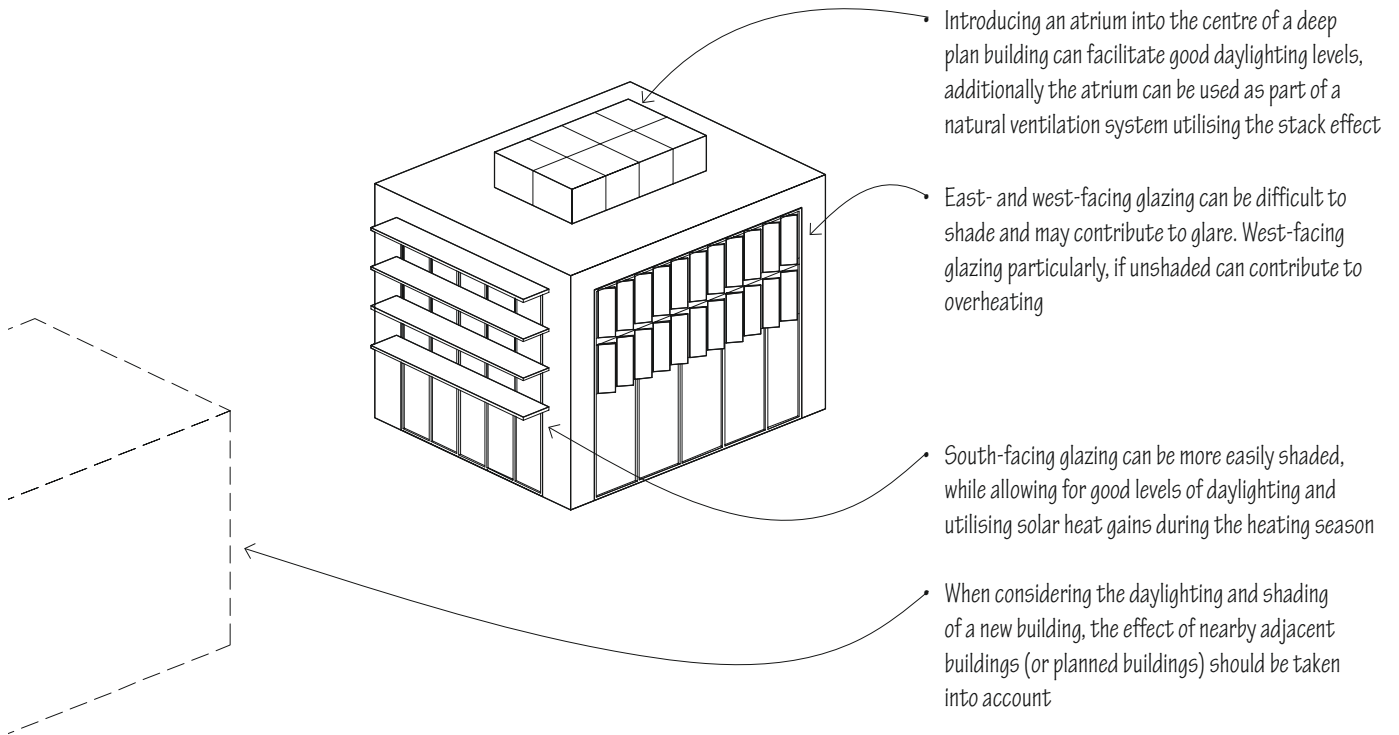 Introducing an atrium into the centre of a deep
plan building can facilitate good daylighting levels,
additionally the atrium can be used as part of a
natural ventilation system utilising the stack effect
East- and west-facing glazing can be difficult to
shade and may contribute to glare. West-facing
glazing particularly, if unshaded can contribute to
overheating
South-facing glazing can be more easily shaded,
while allowing for good levels of daylighting and
utilising solar heat gains during the heating season
When considering the daylighting and shading
of a new building, the effect of nearby adjacent
buildings (or planned buildings) should be taken
into account